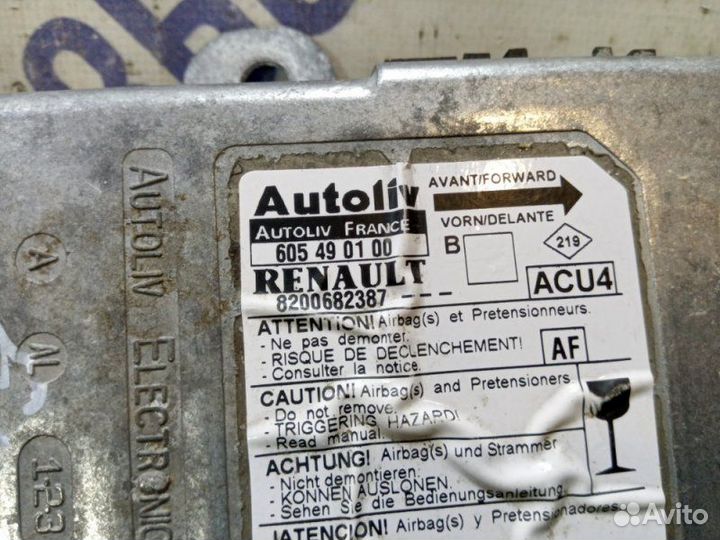 Autoliv
AVANT/FORWARD
AUTOLIV FRANCE
VORN/DELANTE
605 49 01 00
B
219
RENAULT
8200682387
ACU4
ATTENTION! Airbag(s) et Pretensionneurs.
- Ne pas demonter.
- RISQUE DE DECLENCHEMENT!
- Consulter la notice.
AF
CAUTION! Airbag(s) and Pretensioners
- Do not remove.
- TRIGGERING HAZARD!
- Read manual.
ACHTUNG! Airbag(s) und Strammer
- Nicht demontieren.
- KONNEN AUSLONEN.
- Sehen Sie die Bedienungsanleitung
¡ATENCION! Airbag(s) y Pretensionadores
AUTOLIV ELECTRONIC
A
AL
123
Avito